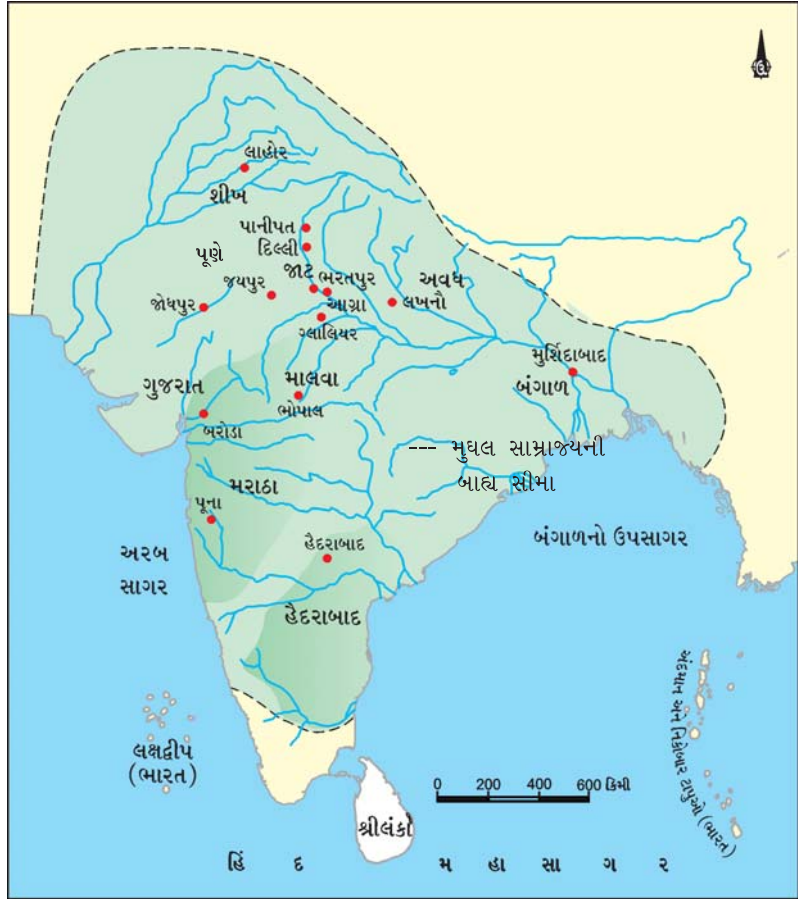 ઉ
લાહોર
શીખ
પાનીપત
દિલ્લી
પૂણે
જાટ
ભરતપુર
અવધ
જયપુર
જોધપુર
આગ્રા
લખનૌ
ગ્લાલિયર
મુર્શિદાબાદ
ગુજરાત
માલવા
બંગાળ
ભોપાલ
બરોડા
--- મુઘલ સામ્રાજ્યની
બાહ્ય સીમા
મરાઠા
પૂના
હૈદરાબાદ
બંગાળનો ઉપસાગર
અરબ
સાગર
હૈદરાબાદ
અંદમાન અને નિકોબાર ટાપુઓ (ભારત)
લક્ષદ્વીપ
(ભારત)
0 200 400 600 કિમી
શ્રીલંકા
હિં દ મ હા સા ગ ર